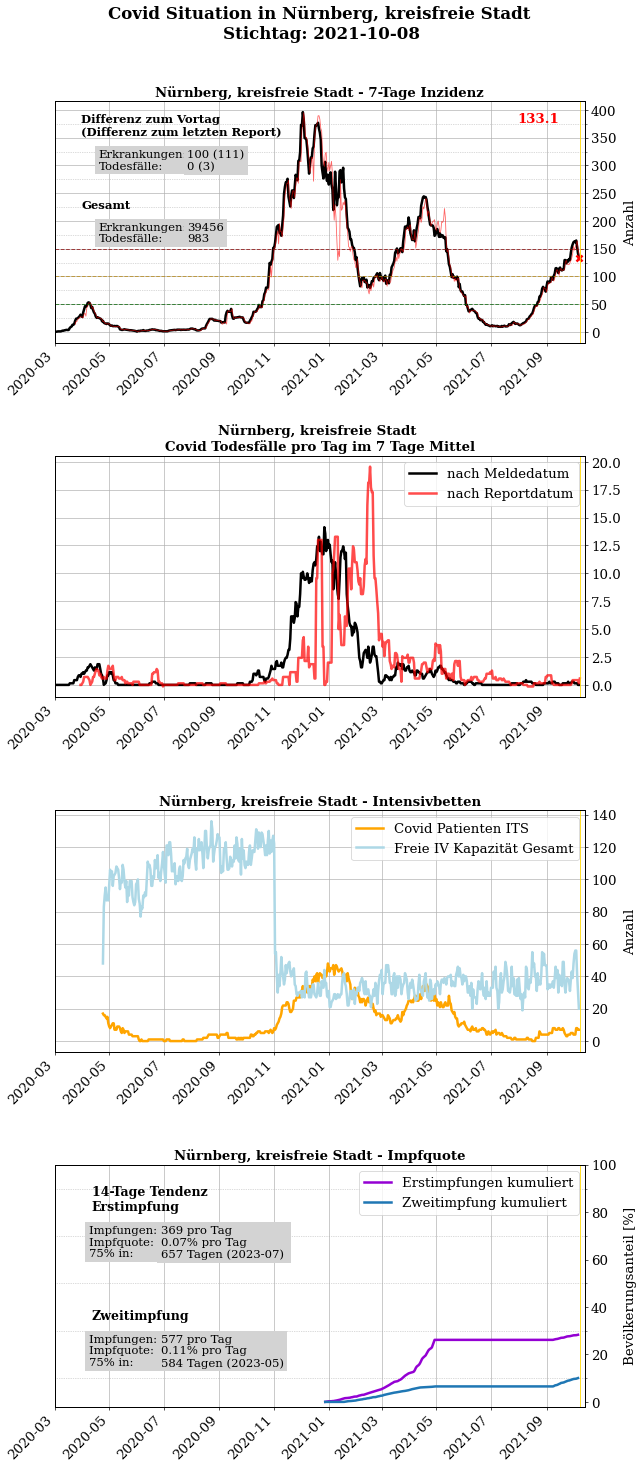 Covid Situation in Nürnberg, kreisfreie Stadt
Stichtag: 2021-10-08
Nürnberg, kreisfreie Stadt - 7-Tage Inzidenz
Differenz zum Vortag
(Differenz zum letzten Report)
Erkrankungen 100 (111)
Todesfälle: 0 (3)
Gesamt
Erkrankungen 39456
Todesfälle: 983
133.1
400
350
300
250
200
150
100
50
0
Anzahl
2020-03
2020-05
2020-07
2020-09
2020-11
2021-01
2021-03
2021-05
2021-07
2021-09
Nürnberg, kreisfreie Stadt
Covid Todesfälle pro Tag im 7 Tage Mittel
nach Meldedatum
nach Reportdatum
20.0
17.5
15.0
12.5
10.0
7.5
5.0
2.5
0.0
2020-03
2020-05
2020-07
2020-09
2020-11
2021-01
2021-03
2021-05
2021-07
2021-09
Nürnberg, kreisfreie Stadt - Intensivbetten
Covid Patienten ITS
Freie IV Kapazität Gesamt
140
120
100
80
60
40
20
0
Anzahl
2020-03
2020-05
2020-07
2020-09
2020-11
2021-01
2021-03
2021-05
2021-07
2021-09
Nürnberg, kreisfreie Stadt - Impfquote
14-Tage Tendenz
Erstimpfung
Impfungen: 369 pro Tag
Impfquote: 0.07% pro Tag
75% in: 657 Tagen (2023-07)
Zweitimpfung
Impfungen: 577 pro Tag
Impfquote: 0.11% pro Tag
75% in: 584 Tagen (2023-05)
Erstimpfungen kumuliert
Zweitimpfung kumuliert
100
80
60
40
20
0
Bevölkerungsanteil [%]
2020-03
2020-05
2020-07
2020-09
2020-11
2021-01
2021-03
2021-05
2021-07
2021-09